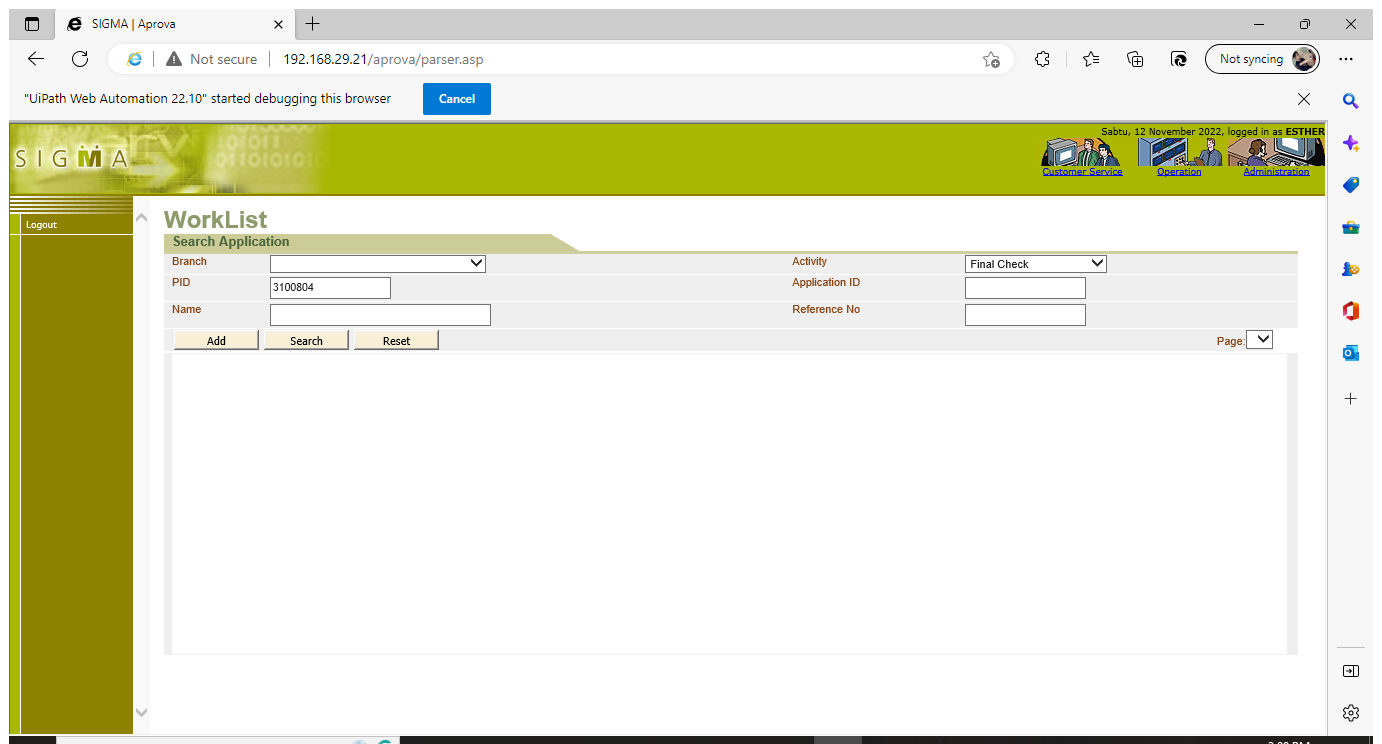 SIGMA | Aprova
Not secure
192.168.29.21/aprova/parser.asp
Not syncing
"UiPath Web Automation 22.10" started debugging this browser
Cancel
Sabtu, 12 November 2022, logged in as ESTHER
SIGMA
Customer Service
Operation
Administration
Logout
WorkList
Search Application
Branch
Activity
Final Check
PID
3100804
Application ID
Name
Reference No
Add
Search
Reset
Page: